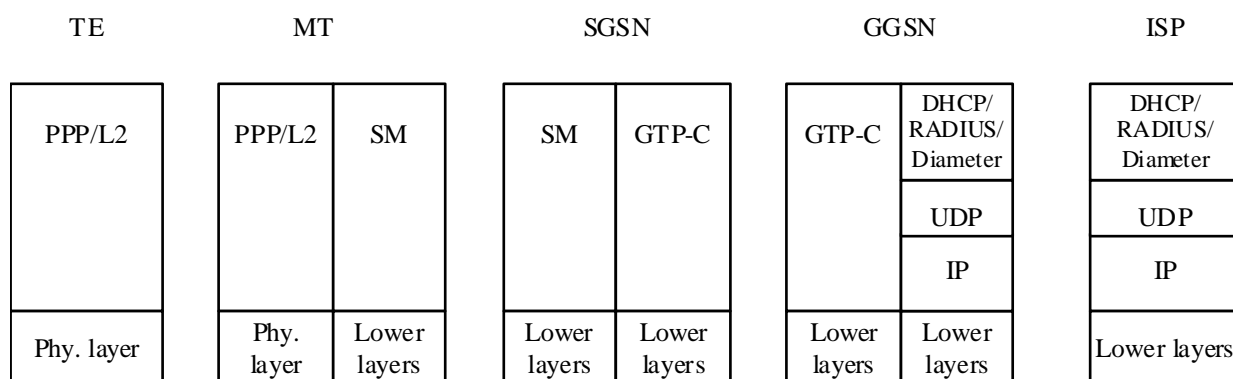 TE MT SGSN GGSN ISP
PPP/L2
Phy. layer
PPP/L2
Phy.
layer
SM
Lower
layers
SM
Lower
layers
GTP-C
Lower
layers
GTP-C
Lower
layers
DHCP/
RADIUS/
Diameter
UDP
IP
Lower
layers
DHCP/
RADIUS/
Diameter
UDP
IP
Lower layers